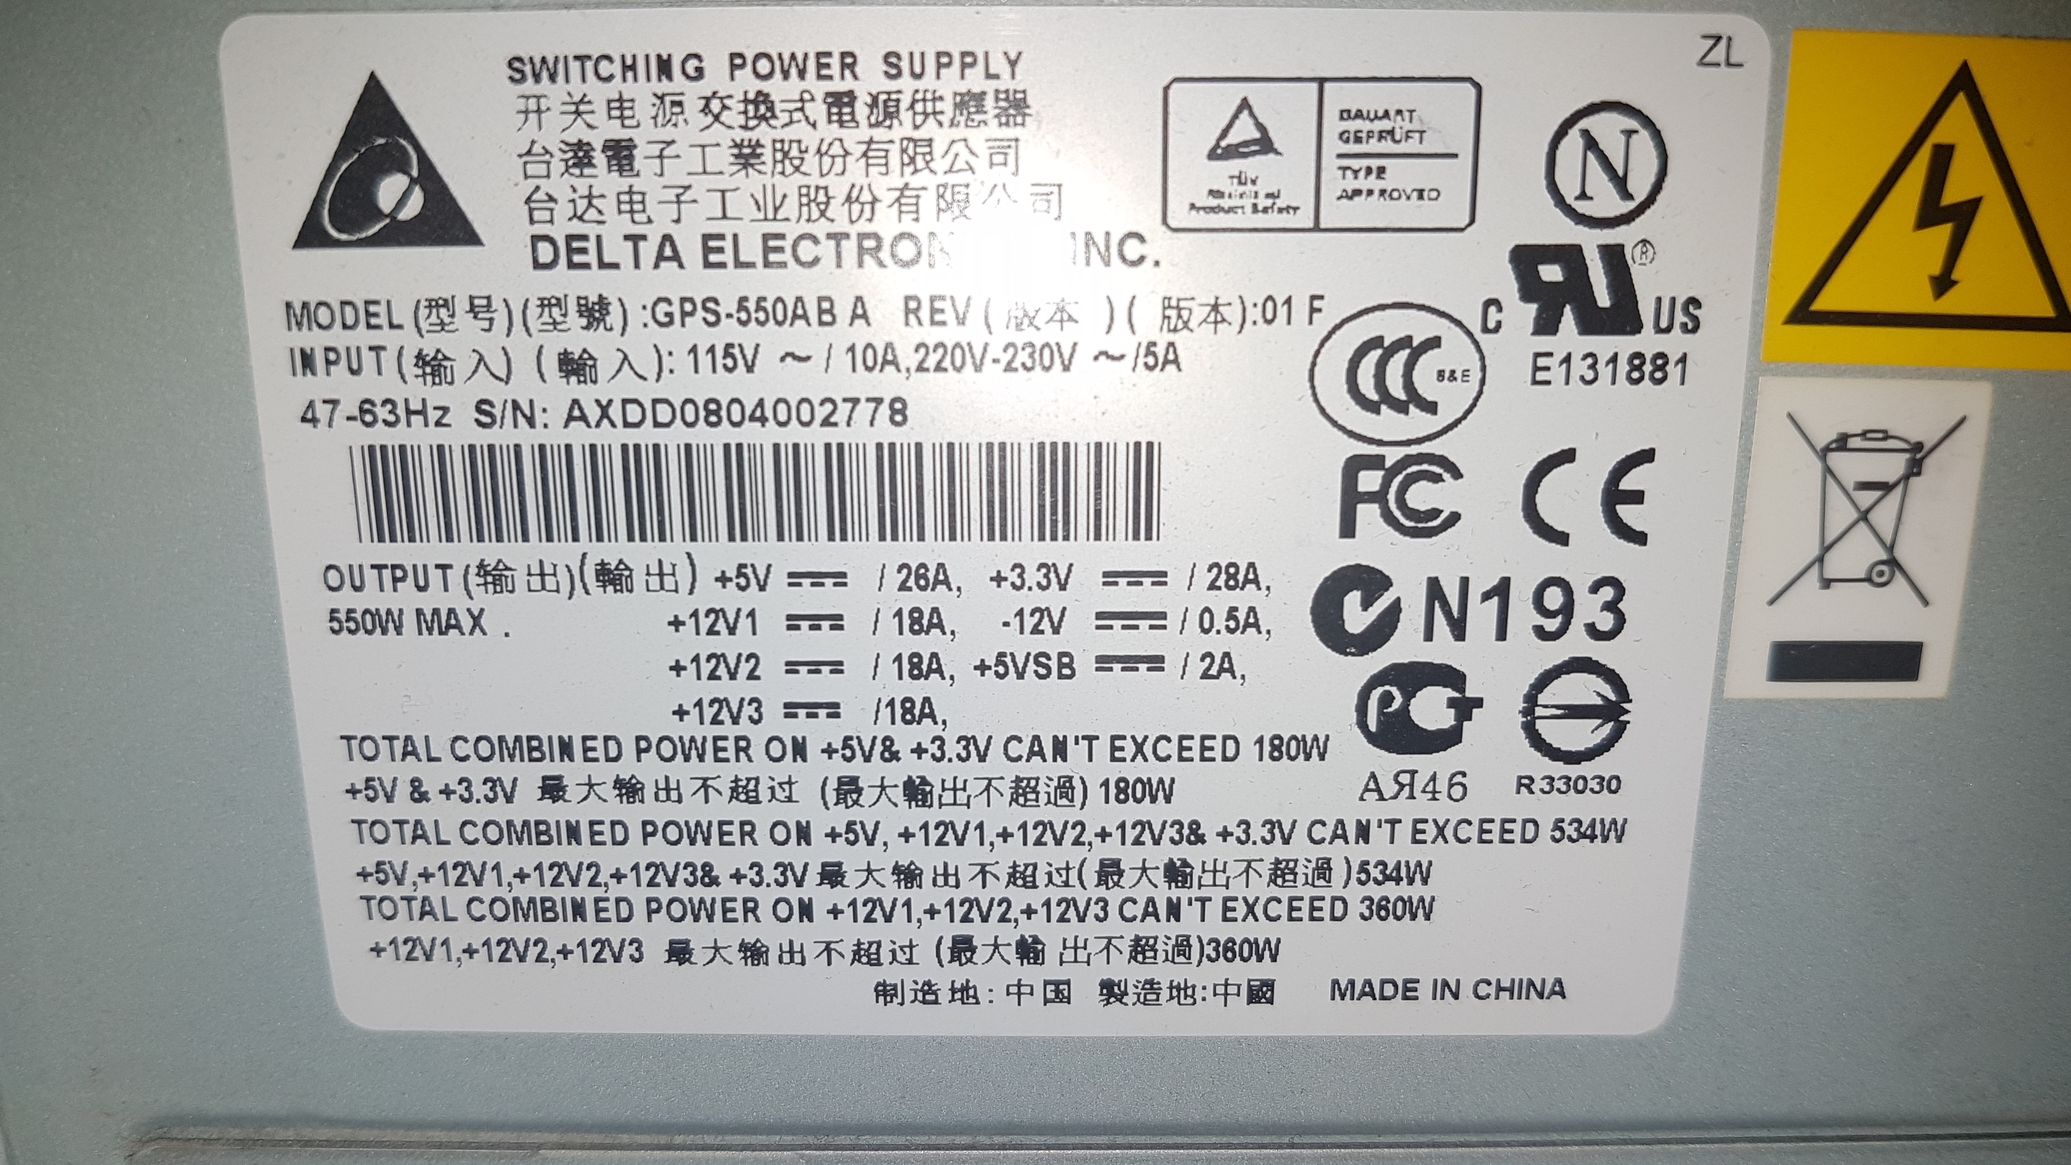 ZL
SWITCHING POWER SUPPLY
开关电源 交換式電源供應器
台達電子工業股份有限公司
台达电子工业股份有限公司
DELTA ELECTRONICS INC.
BAUART
GEPRÜFT
TÜV
Rheinland
Product Safety
TYPE
APPROVED
N
MODEL (型号) (型號) :GPS-550AB A REV ( 版本 ) ( 版本):01 F
INPUT (输入) (輸入): 115V ～ / 10A,220V-230V ～/5A
47-63Hz S/N: AXDD0804002778
CCC S&E
C RU ® US
E131881
FC CE
OUTPUT (输出) (輸出) +5V / 26A, +3.3V / 28A,
550W MAX . +12V1 / 18A, -12V / 0.5A,
+12V2 / 18A, +5VSB / 2A,
+12V3 /18A,
N193
PG
AЯ46 R33030
TOTAL COMBINED POWER ON +5V& +3.3V CAN'T EXCEED 180W
+5V & +3.3V 最大输出不超过 (最大輸出不超過) 180W
TOTAL COMBINED POWER ON +5V, +12V1,+12V2,+12V3& +3.3V CAN'T EXCEED 534W
+5V,+12V1,+12V2,+12V3& +3.3V 最大输出不超过(最大輸出不超過 )534W
TOTAL COMBINED POWER ON +12V1,+12V2,+12V3 CAN'T EXCEED 360W
+12V1,+12V2,+12V3 最大输出不超过 (最大輸出不超過)360W
制造地: 中国 製造地:中國 MADE IN CHINA